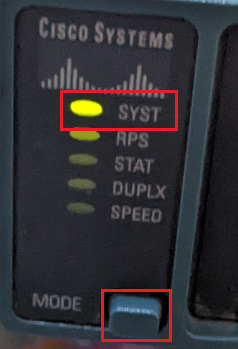 CISCO SYSTEMS
SYST
RPS
STAT
DUPLX
SPEED
MODE